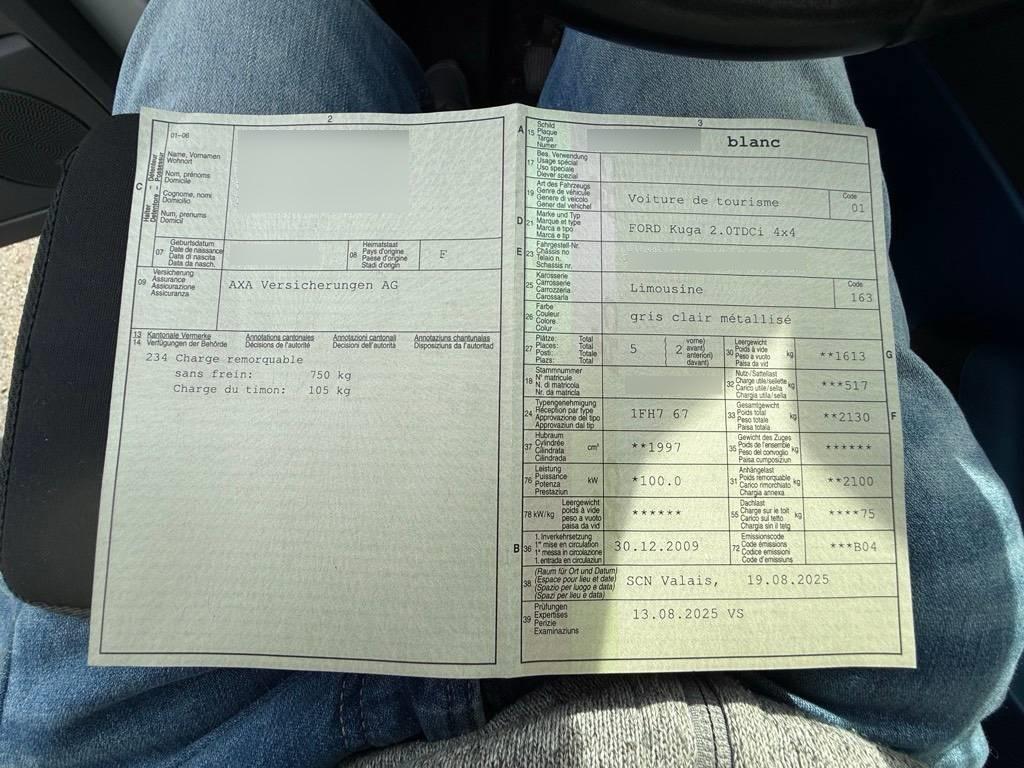 2
01–06
Name, Vornamen
Wohnort
Nom, prénoms
Domicile
Cognome, nomi
Domicilio
Num, prenums
Domicil
C
Halter – Détenteur
Detentore – Possessur
07
Geburtsdatum
Date de naissance
Data di nascita
Data da nasch.
08
Heimatstaat
Pays d'origine
Paese d'origine
Stadi d'origin
F
09
Versicherung
Assurance
Assicurazione
Assicuranza
AXA Versicherungen AG
13 Kantonale Vermerke Annotations cantonales Annotazioni cantonali Annotaziuns chantunalas
14 Verfügungen der Behörde Décisions de l'autorité Decisioni dell'autorità Disposiziuns da l'autoritad
234 Charge remorquable
sans frein: 750 kg
Charge du timon: 105 kg
3
A 15
Schild
Plaque
Targa
Numer
blanc
17
Bes. Verwendung
Usage spécial
Uso speciale
Diever spezial
19
Art des Fahrzeugs
Genre de véhicule
Genere di veicolo
Gener dal vehichel
Voiture de tourisme
Code
01
D 21
Marke und Typ
Marque et type
Marca e tipo
Marca e tip
FORD Kuga 2.0TDCi 4x4
E 23
Fahrgestell-Nr.
Châssis no
Telaio n.
Schassis nr.
25
Karosserie
Carrosserie
Carrozzeria
Carossaria
Limousine
Code
163
26
Farbe
Couleur
Colore
Colur
gris clair métallisé
27
Plätze: Total
Places: Total
Posti: Totale
Plazs: Total
5
2
vorne)
avant)
anteriori)
davant)
30
Leergewicht
Poids à vide
Peso a vuoto
Paisa da vid
kg
**1613
G
18
Stammnummer
N° matricule
N. di matricola
Nr. da matricla
32
Nutz-/Sattellast
Charge utile/sellette
Carico utile/sella
Chargia utila/sella
kg
***517
24
Typengenehmigung
Réception par type
Approvazione del tipo
Approvaziun dal tip
1FH7 67
33
Gesamtgewicht
Poids total
Peso totale
Paisa totala
kg
**2130
F
37
Hubraum
Cylindrée
Cilindrata
Cilindrada
cm³
**1997
35
Gewicht des Zuges
Poids de l'ensemble
Peso del convoglio
Paisa cumposiziun
kg
******
76
Leistung
Puissance
Potenza
Prestaziun
kW
*100.0
31
Anhängelast
Poids remorquable
Carico rimorchiato
Chargia annexa
kg
**2100
78 kW/kg
Leergewicht
poids à vide
peso a vuoto
paisa da vid
******
55
Dachlast
Charge sur le toit
Carico sul tetto
Chargia sin il tetg
kg
****75
B 36
1. Inverkehrsetzung
1re mise en circulation
1a messa in circolazione
1. entrada en circulaziun
30.12.2009
72
Emissionscode
Code émissions
Codice emissioni
Code d'emissiuns
***B04
38
(Raum für Ort und Datum)
(Espace pour lieu et date)
(Spazio per luogo e data)
(Spazi per lieu e data)
SCN Valais, 19.08.2025
39
Prüfungen
Expertises
Perizie
Examinaziuns
13.08.2025 VS